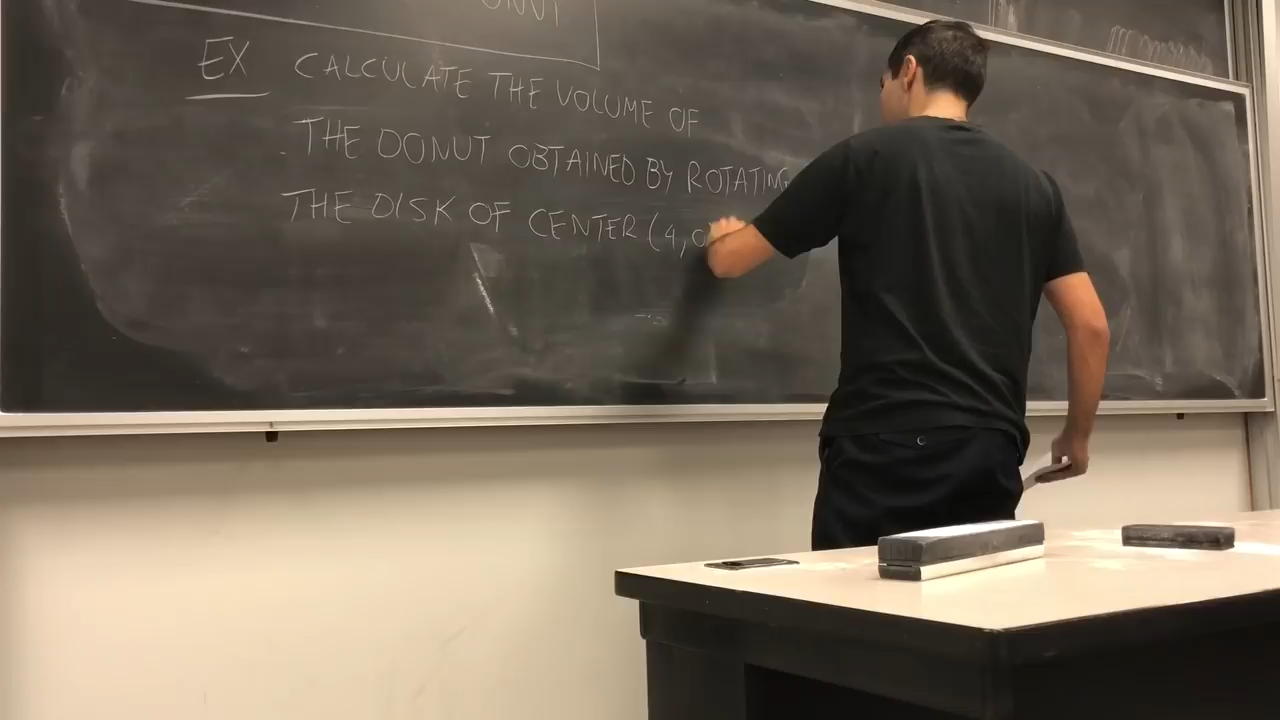 EX CALCULATE THE VOLUME OF
THE DONUT OBTAINED BY ROTATING
THE DISK OF CENTER (4,0